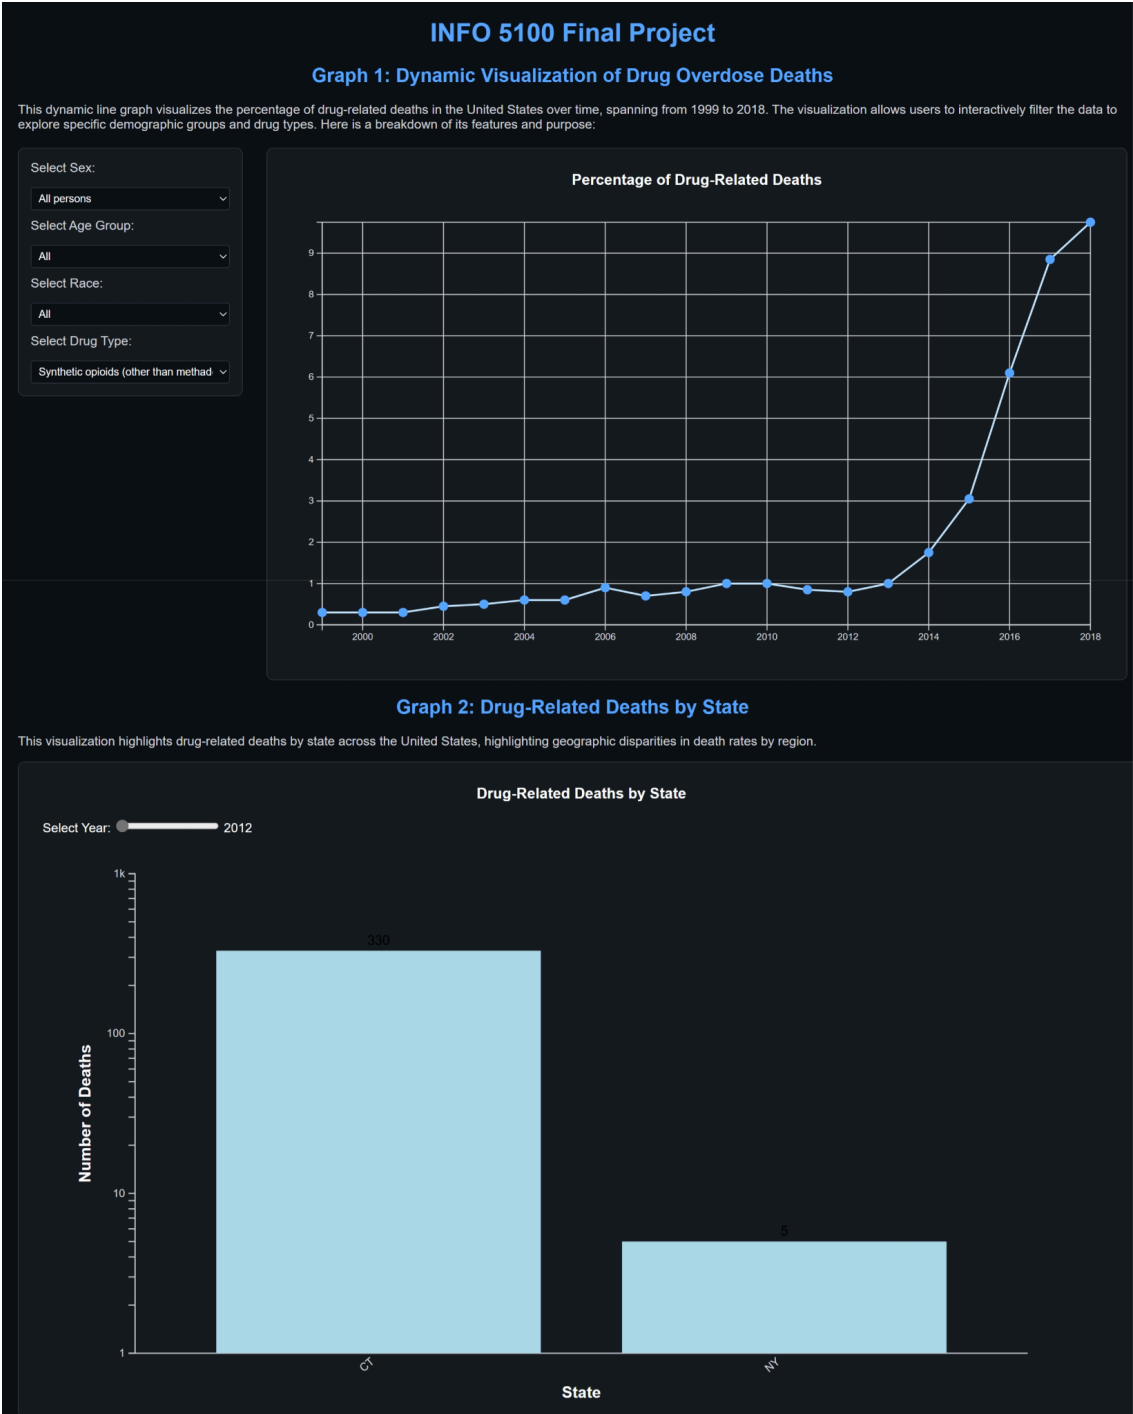 INFO 5100 Final Project
Graph 1: Dynamic Visualization of Drug Overdose Deaths
This dynamic line graph visualizes the percentage of drug-related deaths in the United States over time, spanning from 1999 to 2018. The visualization allows users to interactively filter the data to
explore specific demographic groups and drug types. Here is a breakdown of its features and purpose:
Select Sex:
All persons
Select Age Group:
All
Select Race:
All
Select Drug Type:
Synthetic opioids (other than methad
Percentage of Drug-Related Deaths
9
8
7
6
5
4
3
2
1
0
2000 2002 2004 2006 2008 2010 2012 2014 2016 2018
Graph 2: Drug-Related Deaths by State
This visualization highlights drug-related deaths by state across the United States, highlighting geographic disparities in death rates by region.
Drug-Related Deaths by State
Select Year: 2012
1k
330
100
Number of Deaths
10
5
1
CT NY
State